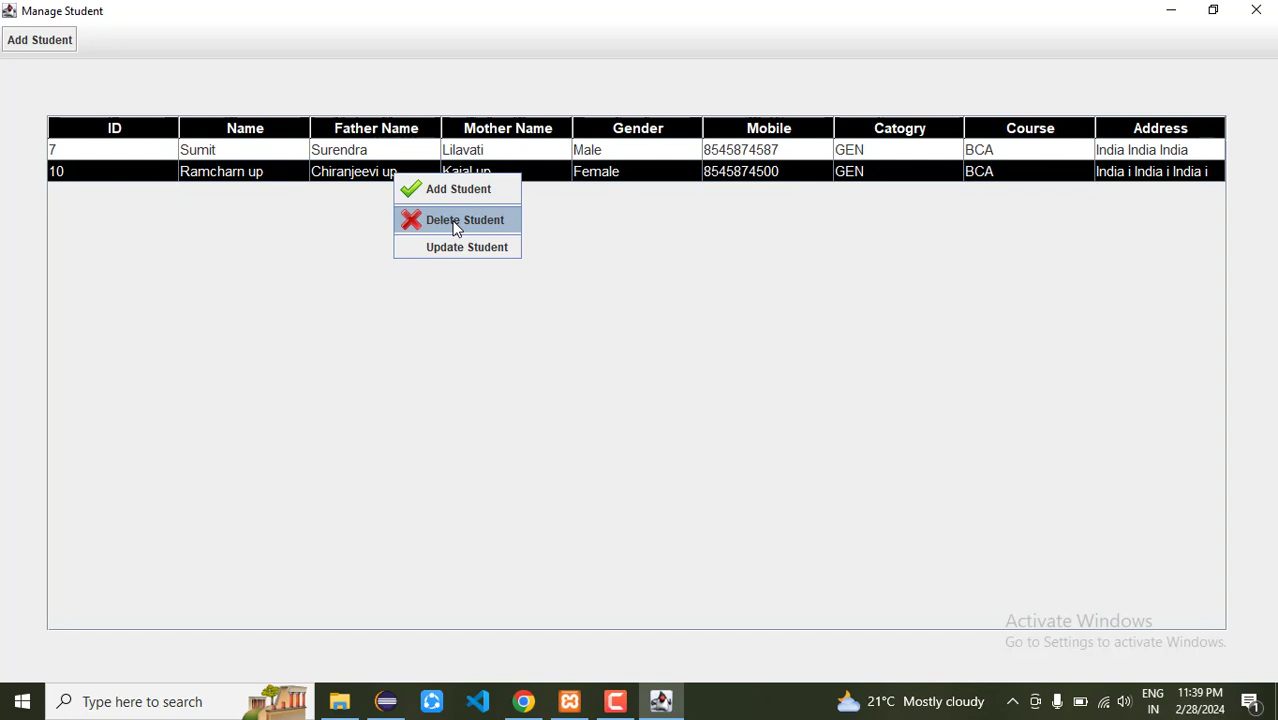 Manage Student
Add Student
ID Name Father Name Mother Name Gender Mobile Catogry Course Address
7 Sumit Surendra Lilavati Male 8545874587 GEN BCA India India India
10 Ramcharn up Chiranjeevi up Kajal up Female 8545874500 GEN BCA India i India i India i
Add Student
Delete Student
Update Student
Activate Windows
Go to Settings to activate Windows.
Type here to search
21°C Mostly cloudy
ENG
IN
11:39 PM
2/28/2024
1